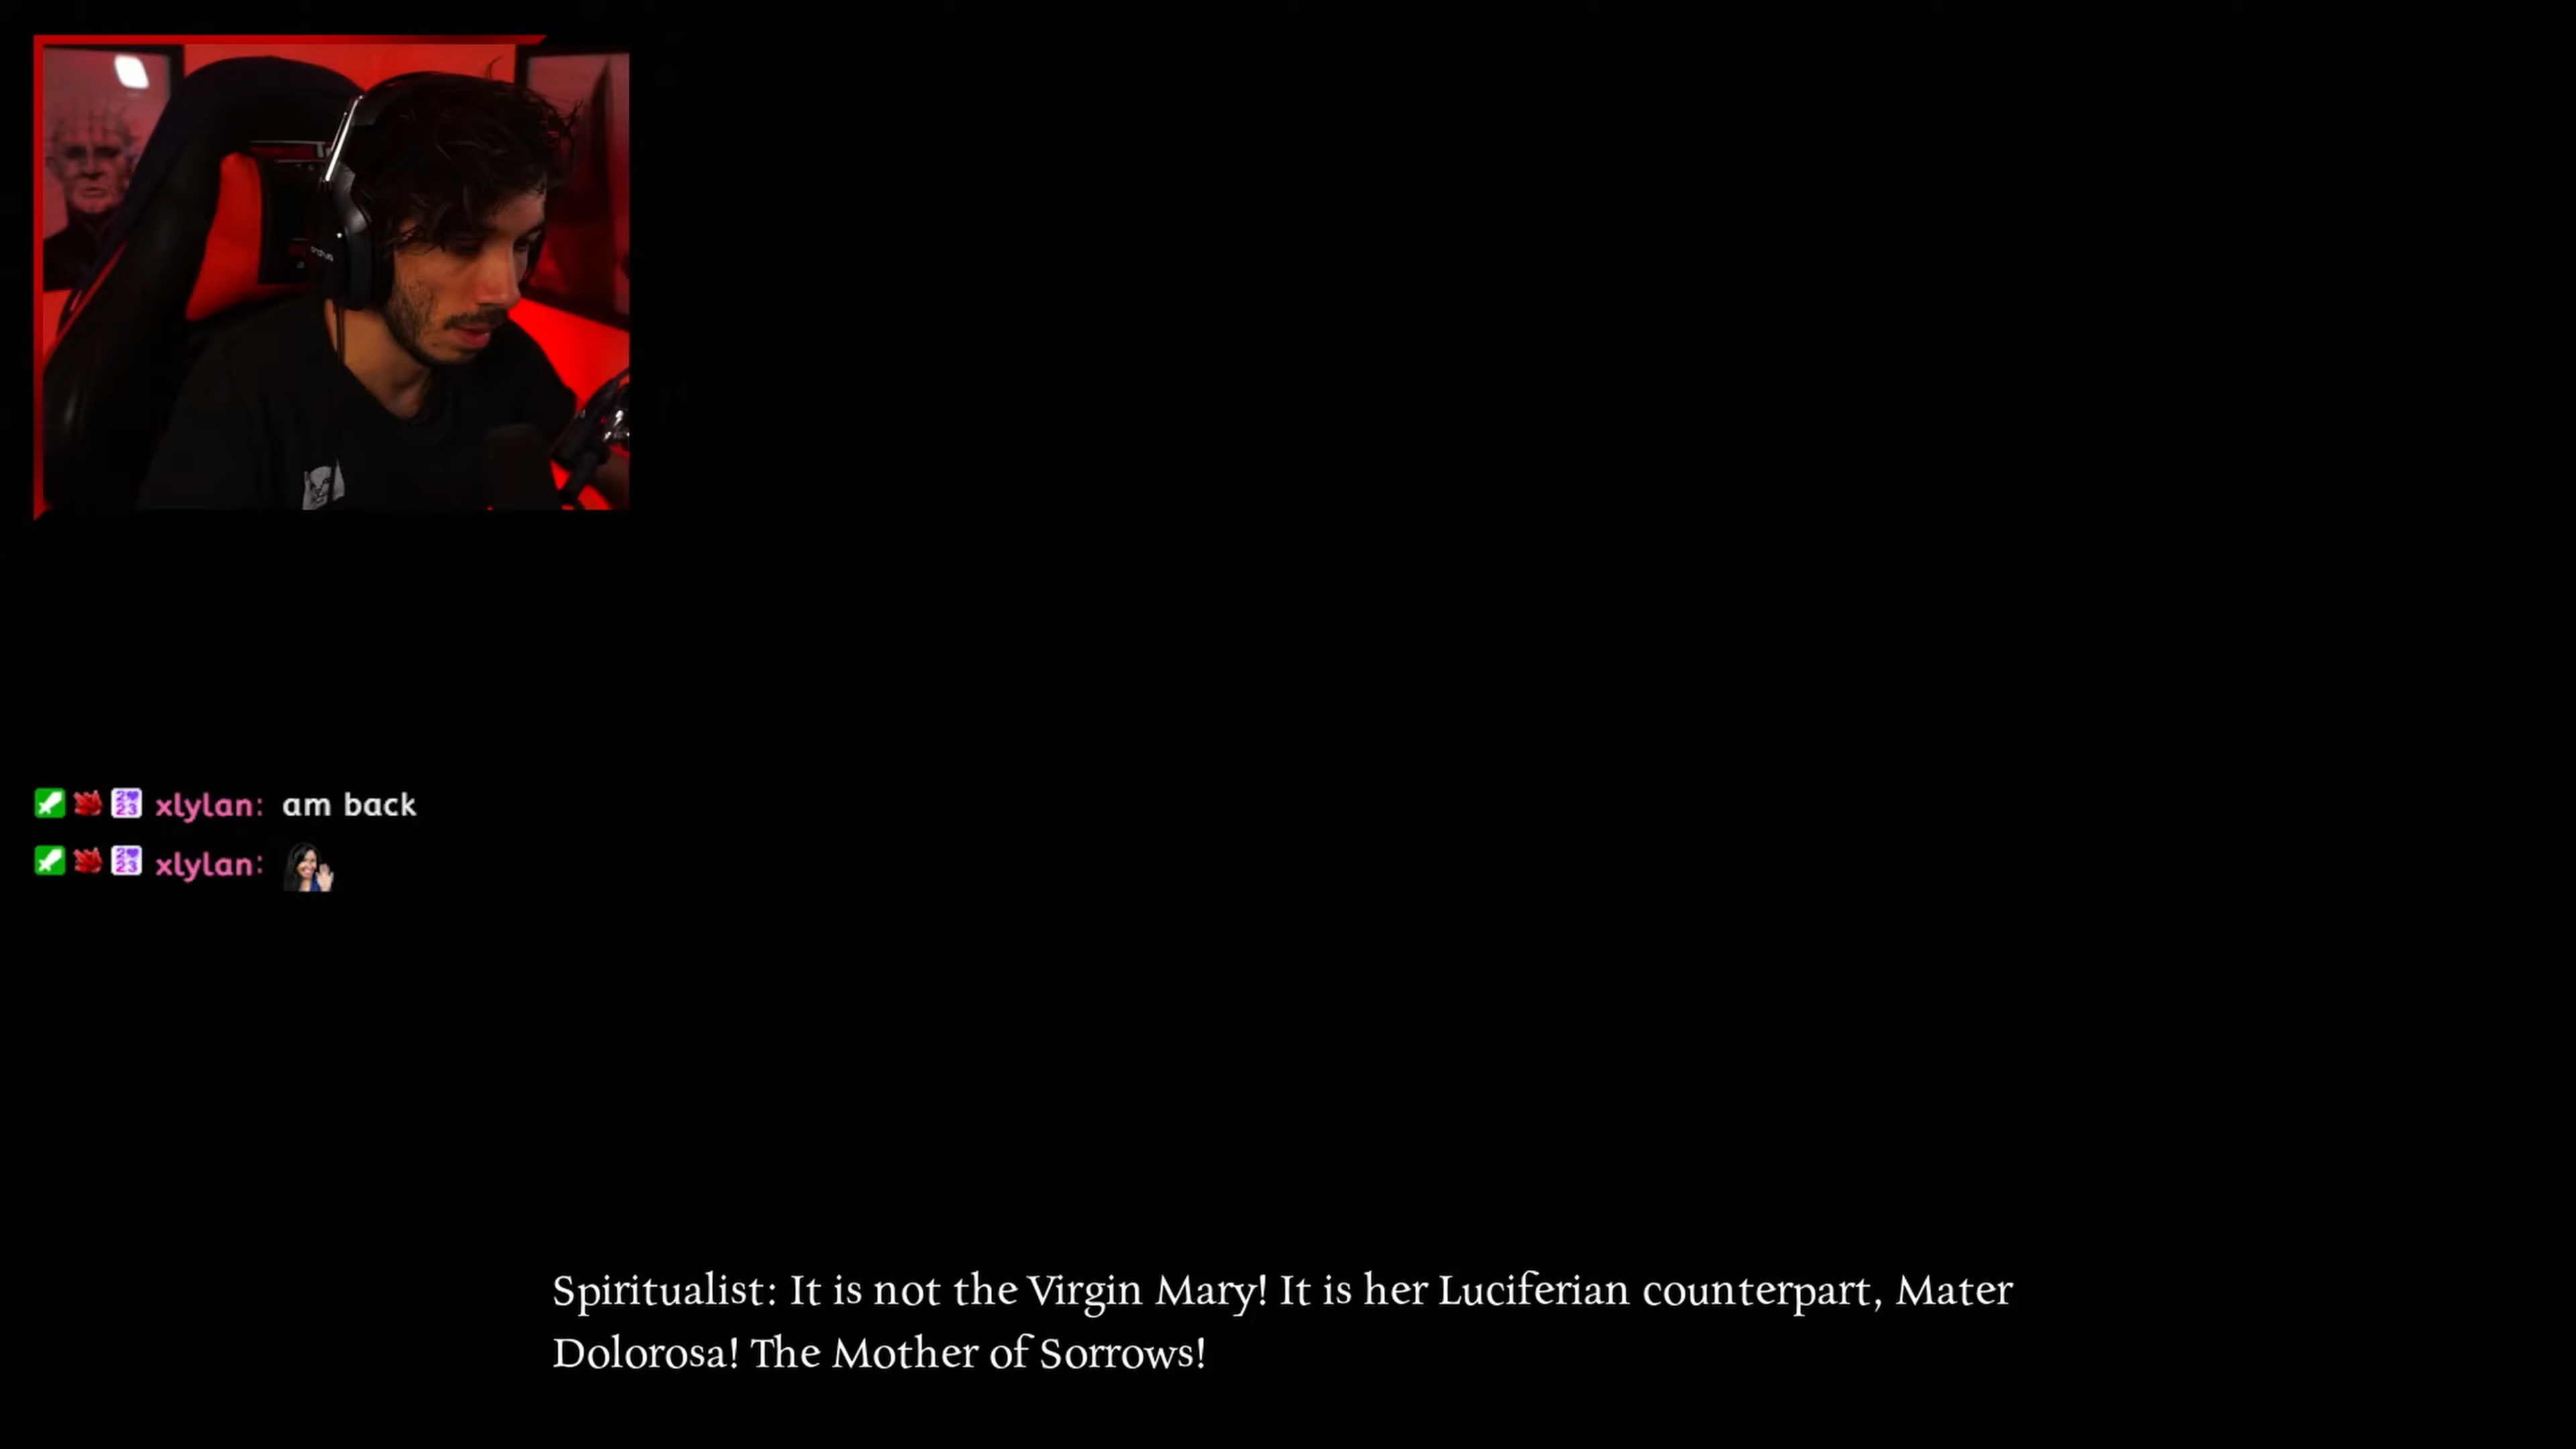 xlylan: am back
xlylan:
Spiritualist: It is not the Virgin Mary! It is her Luciferian counterpart, Mater
Dolorosa! The Mother of Sorrows!